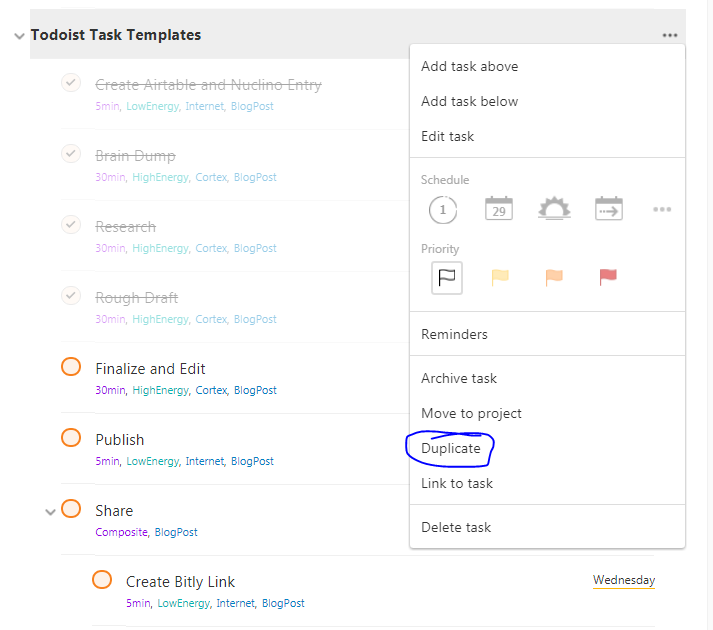 Todoist Task Templates
Add task above
Create Airtable and Nuclino Entry
5min, LowEnergy, Internet, BlogPost
Add task below
Edit task
Brain Dump
30min, HighEnergy, Cortex, BlogPost
Schedule
1
29
Research
30min, HighEnergy, Cortex, BlogPost
Priority
Rough Draft
30min, HighEnergy, Cortex, BlogPost
Reminders
Finalize and Edit
30min, HighEnergy, Cortex, BlogPost
Archive task
Move to project
Publish
5min, LowEnergy, Internet, BlogPost
Duplicate
Link to task
Share
Composite, BlogPost
Delete task
Create Bitly Link
Wednesday
5min, LowEnergy, Internet, BlogPost